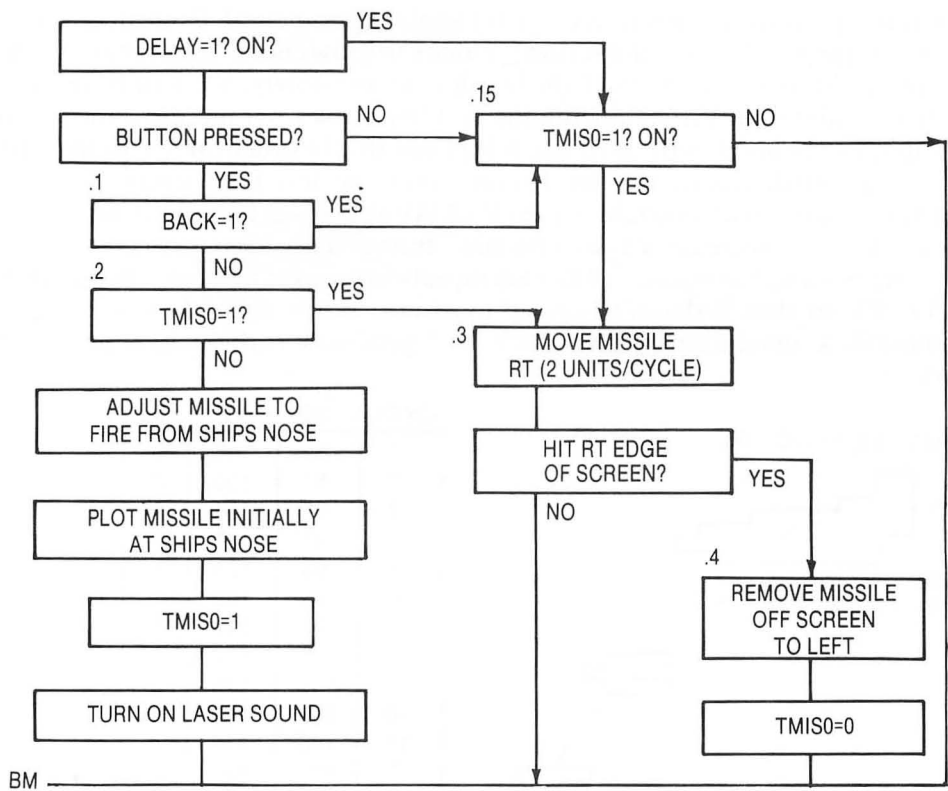 DELAY=1? ON?
YES
BUTTON PRESSED?
NO
.15
TMIS0=1? ON?
NO
YES
YES
.1
BACK=1?
YES
NO
.2
TMIS0=1?
YES
NO
.3
MOVE MISSILE
RT (2 UNITS/CYCLE)
ADJUST MISSILE TO
FIRE FROM SHIPS NOSE
HIT RT EDGE
OF SCREEN?
YES
NO
PLOT MISSILE INITIALLY
AT SHIPS NOSE
.4
REMOVE MISSILE
OFF SCREEN
TO LEFT
TMIS0=1
TURN ON LASER SOUND
TMIS0=0
BM